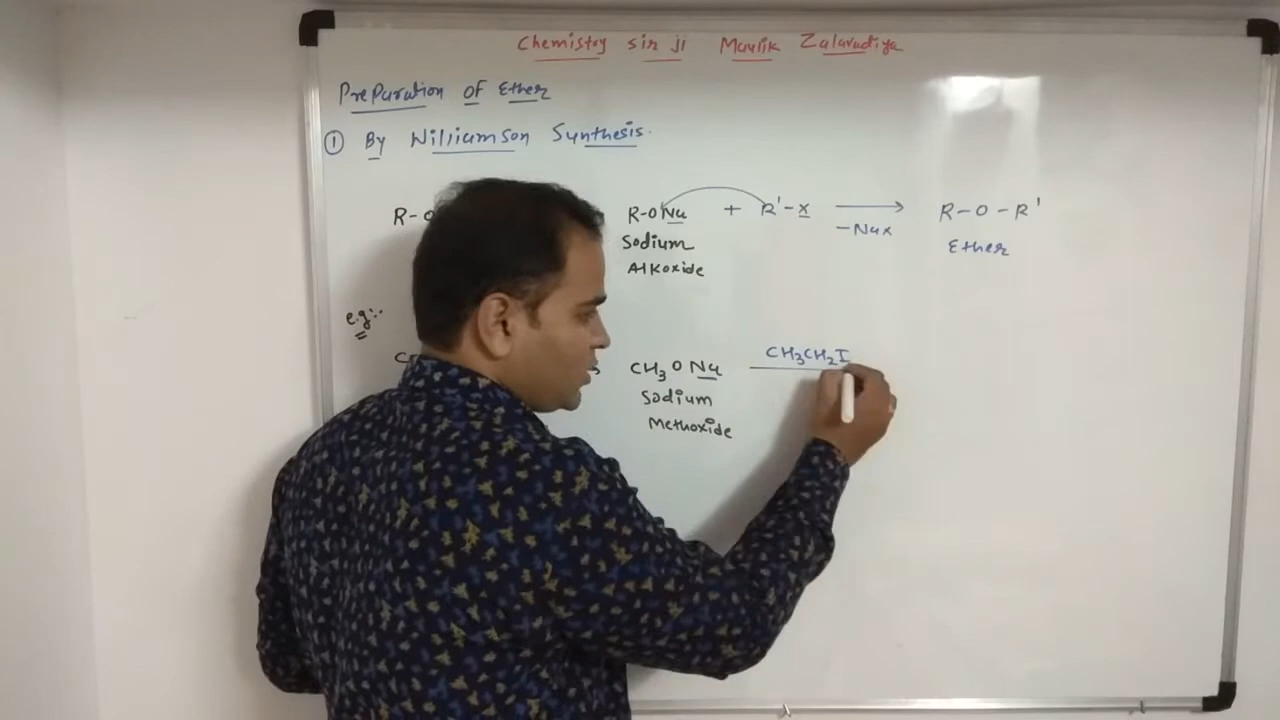 Chemistry sir ji Maulik Zalavadiya
Preparation of Ether
① By Williamson Synthesis.
R-O
R-ONa + R'-X → R-O-R'
-NaX
Sodium
Alkoxide
Ether
e.g:-
CH3CH2I
CH3ONa
Sodium
Methoxide